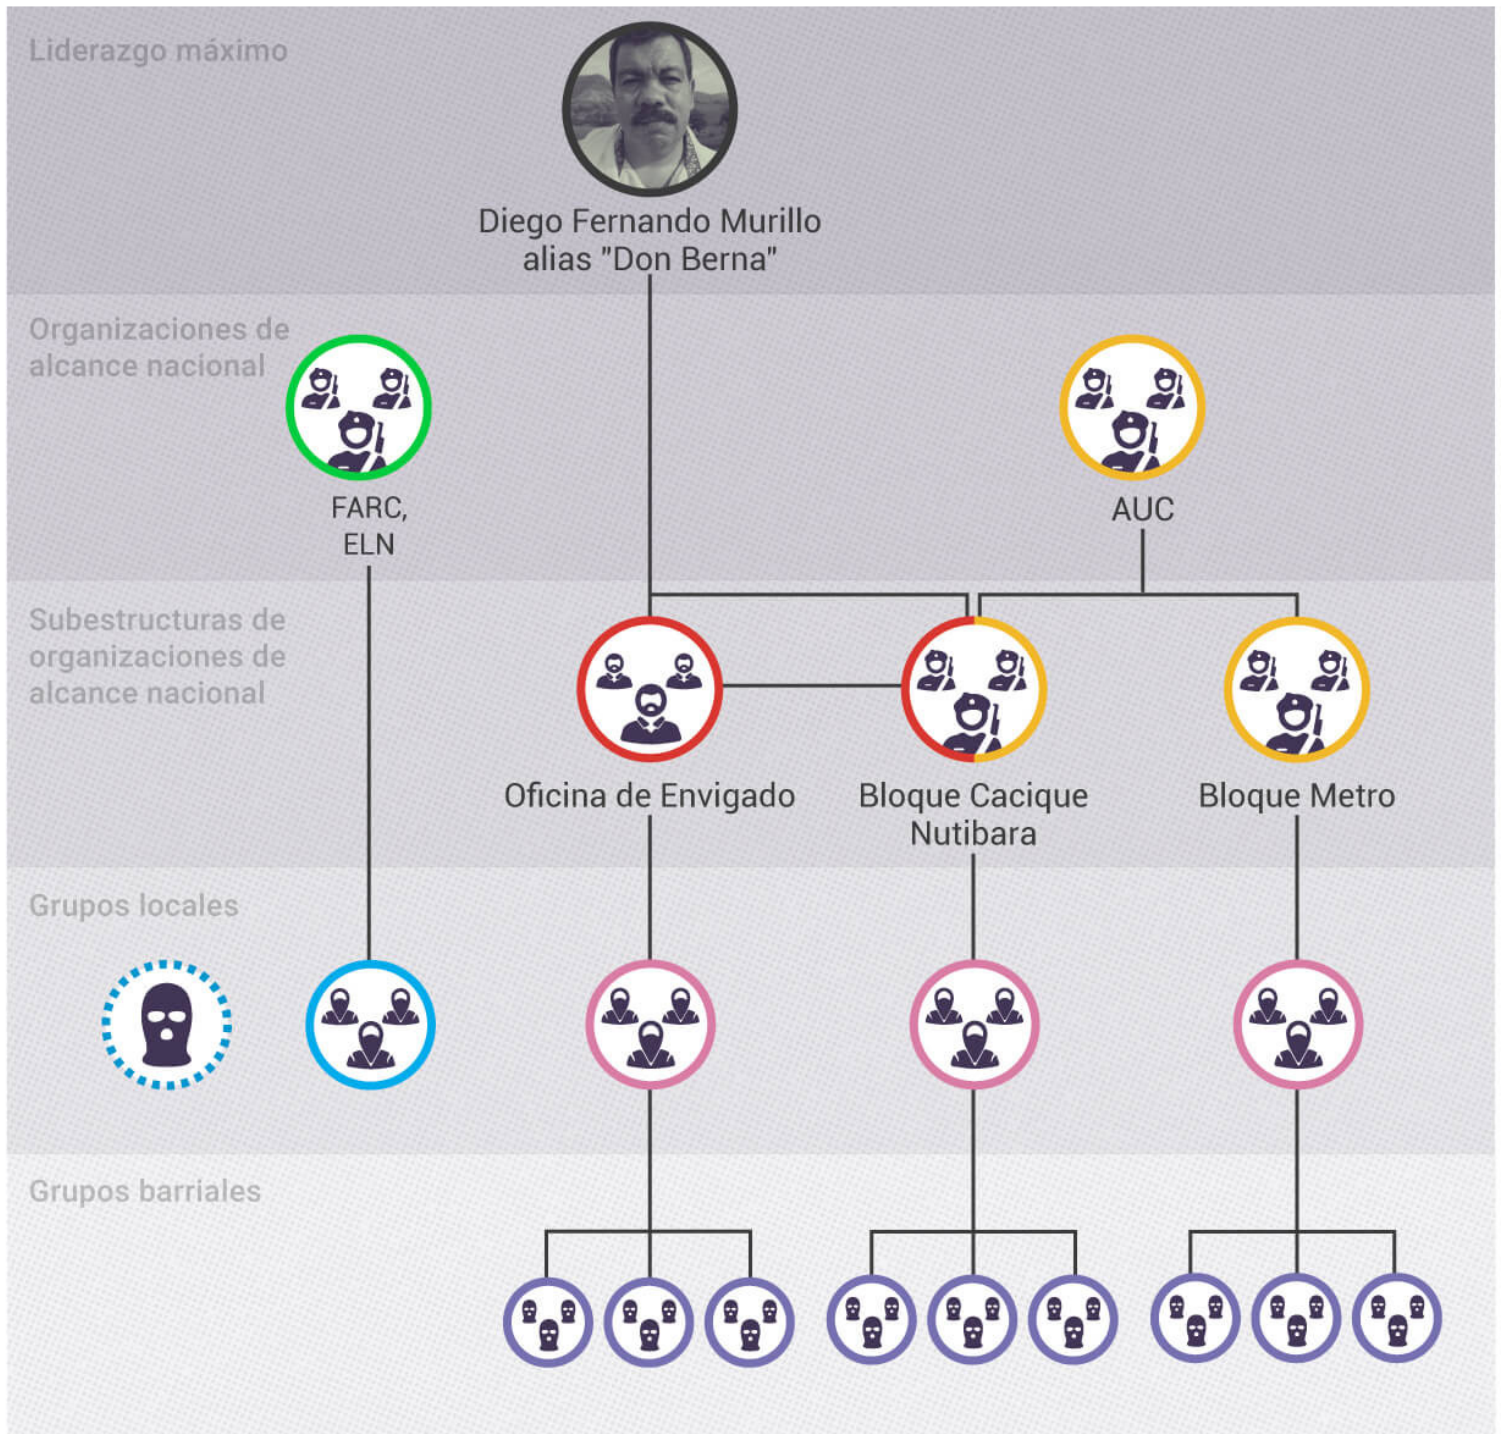 Liderazgo máximo
Diego Fernando Murillo
alias "Don Berna"
Organizaciones de
alcance nacional
FARC,
ELN
AUC
Subestructuras de
organizaciones de
alcance nacional
Oficina de Envigado
Bloque Cacique
Nutibara
Bloque Metro
Grupos locales
Grupos barriales